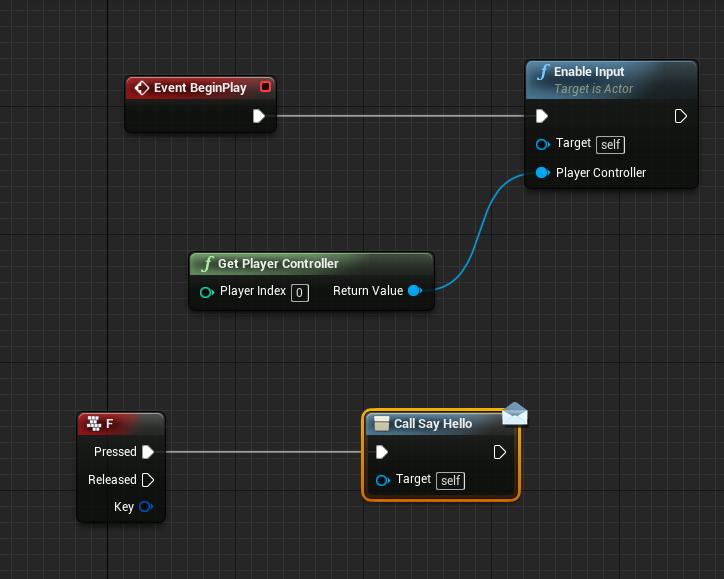 Event BeginPlay
f Enable Input
Target is Actor
Target self
Player Controller
f Get Player Controller
Player Index 0 Return Value
F
Pressed
Released
Key
Call Say Hello
Target self